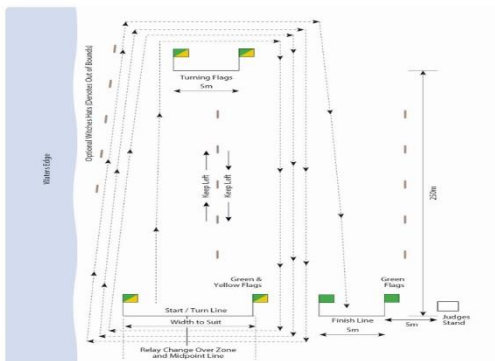 Waters Edge
Optional Witches Hats (Denotes Out of Bounds)
Turning Flags
5m
Keep Left
Keep Left
250m
Green &
Yellow Flags
Green
Flags
Start / Turn Line
Width to Suit
Finish Line
5m
5m
Judges
Stand
Relay Change Over Zone
and Midpoint Line